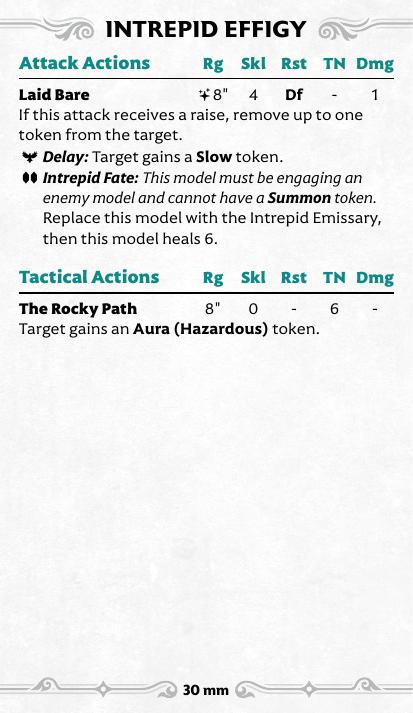 INTREPID EFFIGY
Attack Actions Rg Skl Rst TN Dmg
Laid Bare 8" 4 Df - 1
If this attack receives a raise, remove up to one
token from the target.
Delay: Target gains a Slow token.
Intrepid Fate: This model must be engaging an
enemy model and cannot have a Summon token.
Replace this model with the Intrepid Emissary,
then this model heals 6.
Tactical Actions Rg Skl Rst TN Dmg
The Rocky Path 8" 0 - 6 -
Target gains an Aura (Hazardous) token.
30 mm